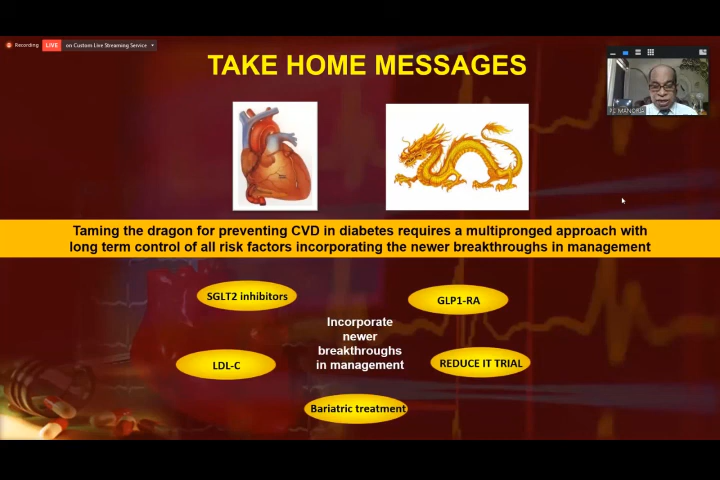 Recording
LIVE
on Custom Live Streaming Service
TAKE HOME MESSAGES
PC MANORIA
Taming the dragon for preventing CVD in diabetes requires a multipronged approach with
long term control of all risk factors incorporating the newer breakthroughs in management
SGLT2 inhibitors
GLP1-RA
Incorporate
newer
breakthroughs
in management
LDL-C
REDUCE IT TRIAL
Bariatric treatment